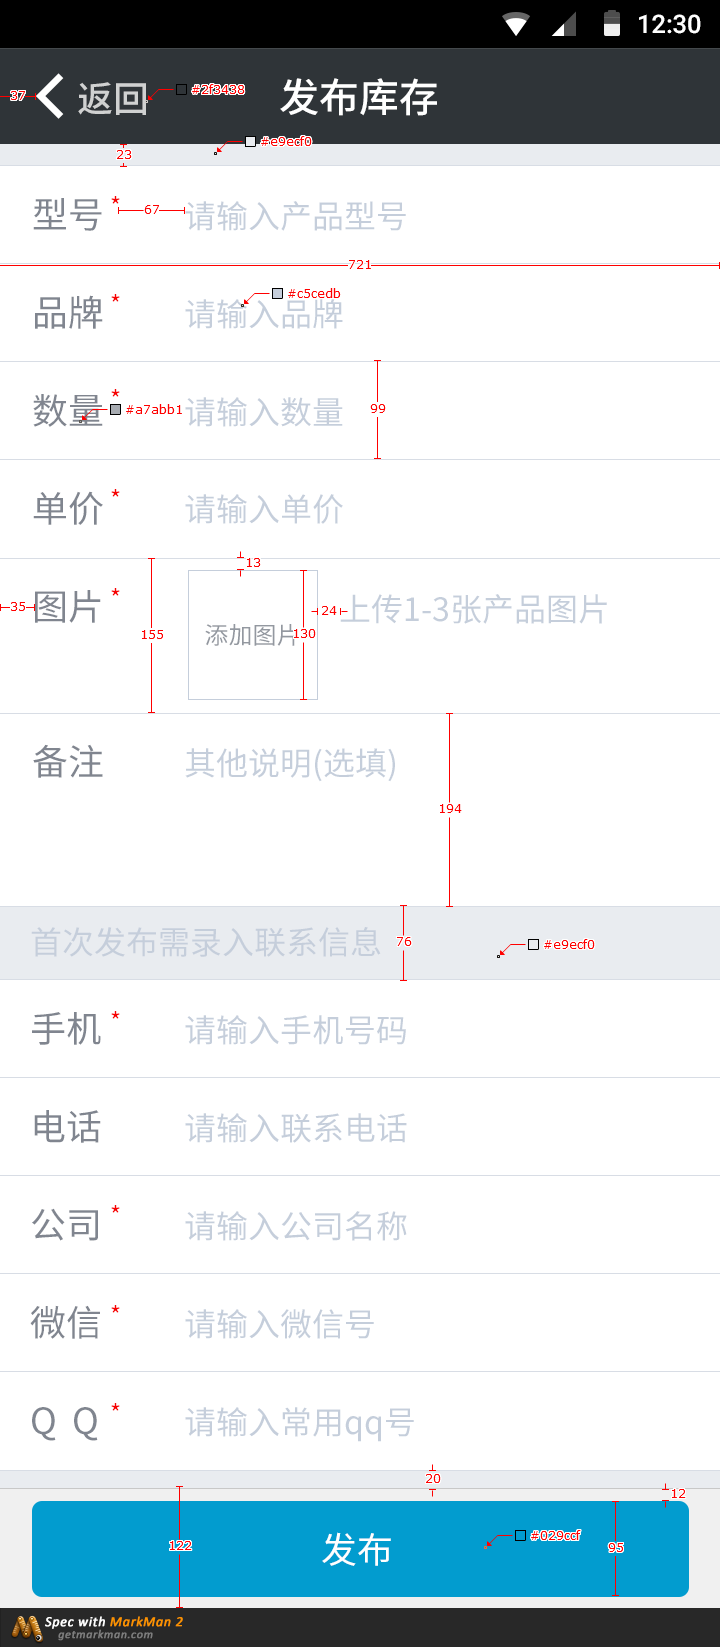 12:30
37 返回 #2f3438 发布库存
#e9ecf0
23
型号 * 67 请输入产品型号
721
品牌 * 请输入品牌 #c5cedb
数量 * #a7abb1 请输入数量 99
单价 * 请输入单价
13
35 图片 * 155 添加图片 130 24 上传1-3张产品图片
备注 其他说明(选填)
194
首次发布需录入联系信息 76 #e9ecf0
手机 * 请输入手机号码
电话 请输入联系电话
公司 * 请输入公司名称
微信 * 请输入微信号
Q Q * 请输入常用qq号
20
12
122 发布 #029ccf 95
Spec with MarkMan 2
getmarkman.com